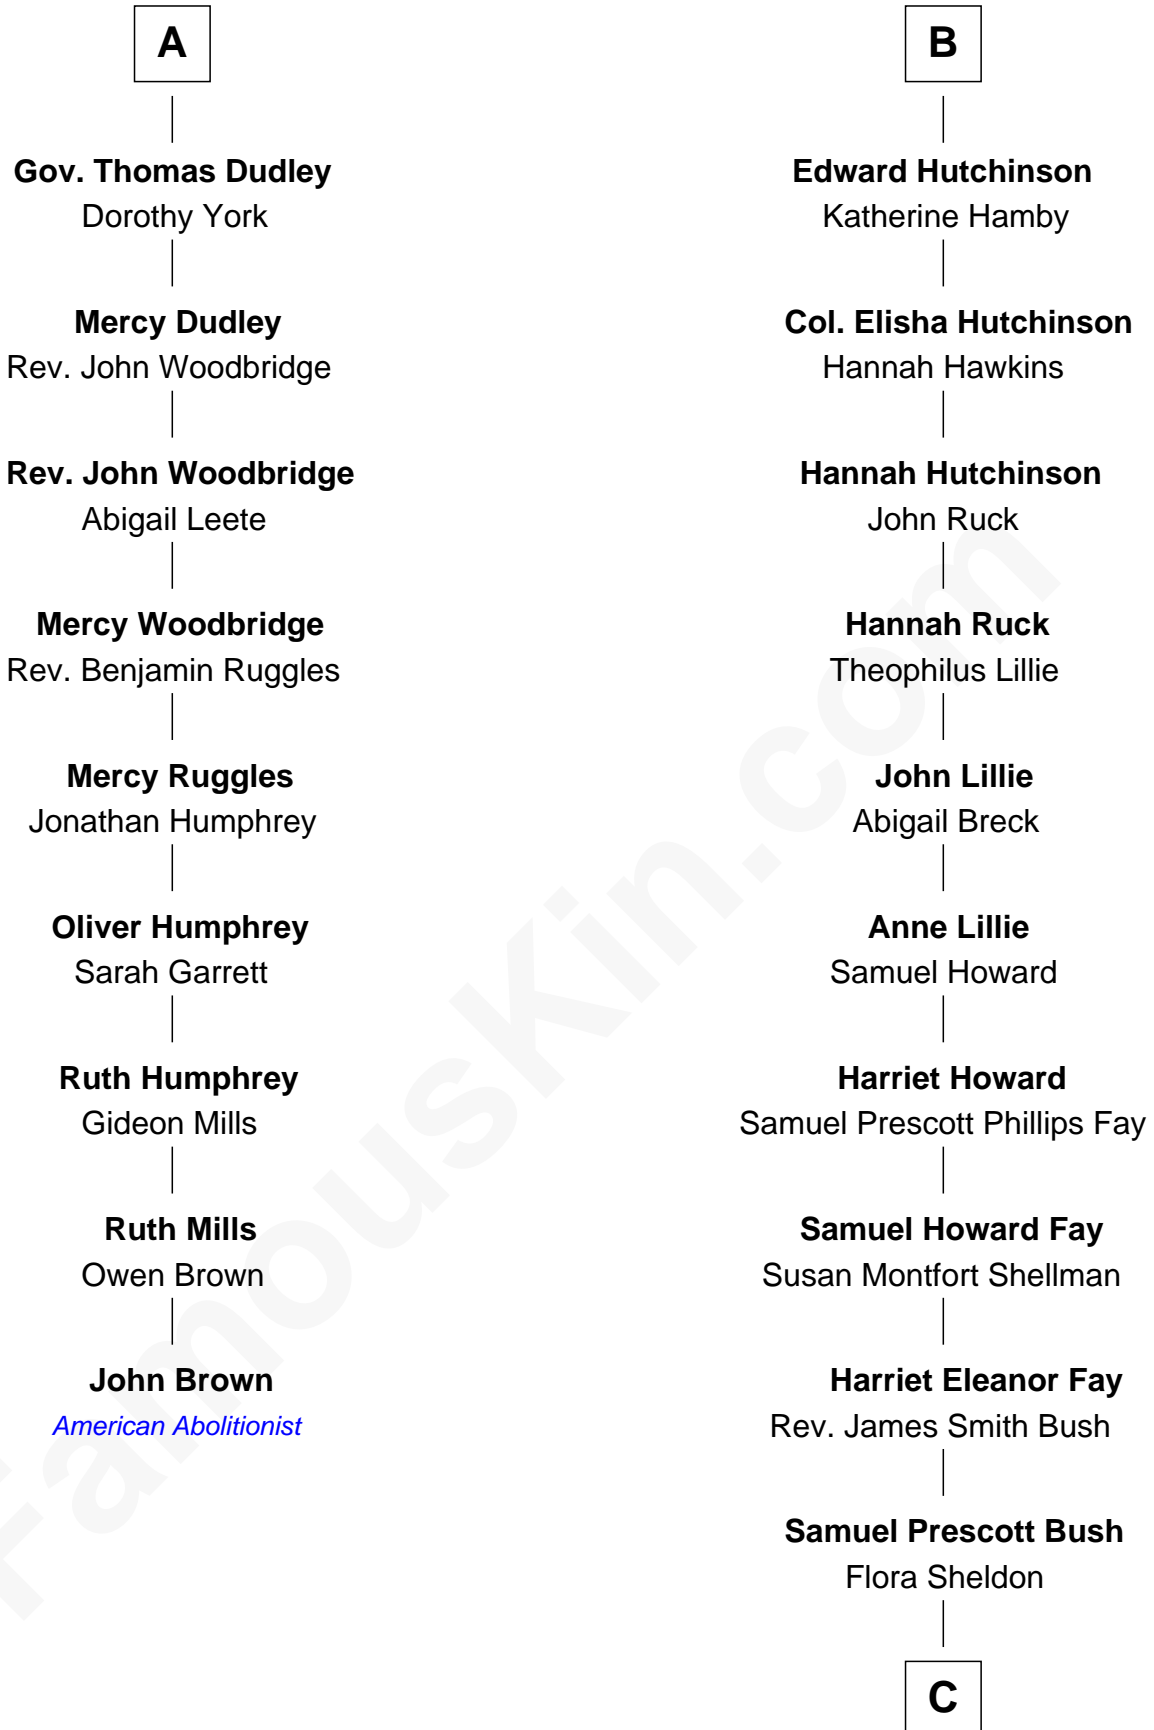 A
Gov. Thomas Dudley
Dorothy York
Mercy Dudley
Rev. John Woodbridge
Rev. John Woodbridge
Abigail Leete
Mercy Woodbridge
Rev. Benjamin Ruggles
Mercy Ruggles
Jonathan Humphrey
Oliver Humphrey
Sarah Garrett
Ruth Humphrey
Gideon Mills
Ruth Mills
Owen Brown
John Brown
American Abolitionist
B
Edward Hutchinson
Katherine Hamby
Col. Elisha Hutchinson
Hannah Hawkins
Hannah Hutchinson
John Ruck
Hannah Ruck
Theophilus Lillie
John Lillie
Abigail Breck
Anne Lillie
Samuel Howard
Harriet Howard
Samuel Prescott Phillips Fay
Samuel Howard Fay
Susan Montfort Shellman
Harriet Eleanor Fay
Rev. James Smith Bush
Samuel Prescott Bush
Flora Sheldon
C
FamousKin.com